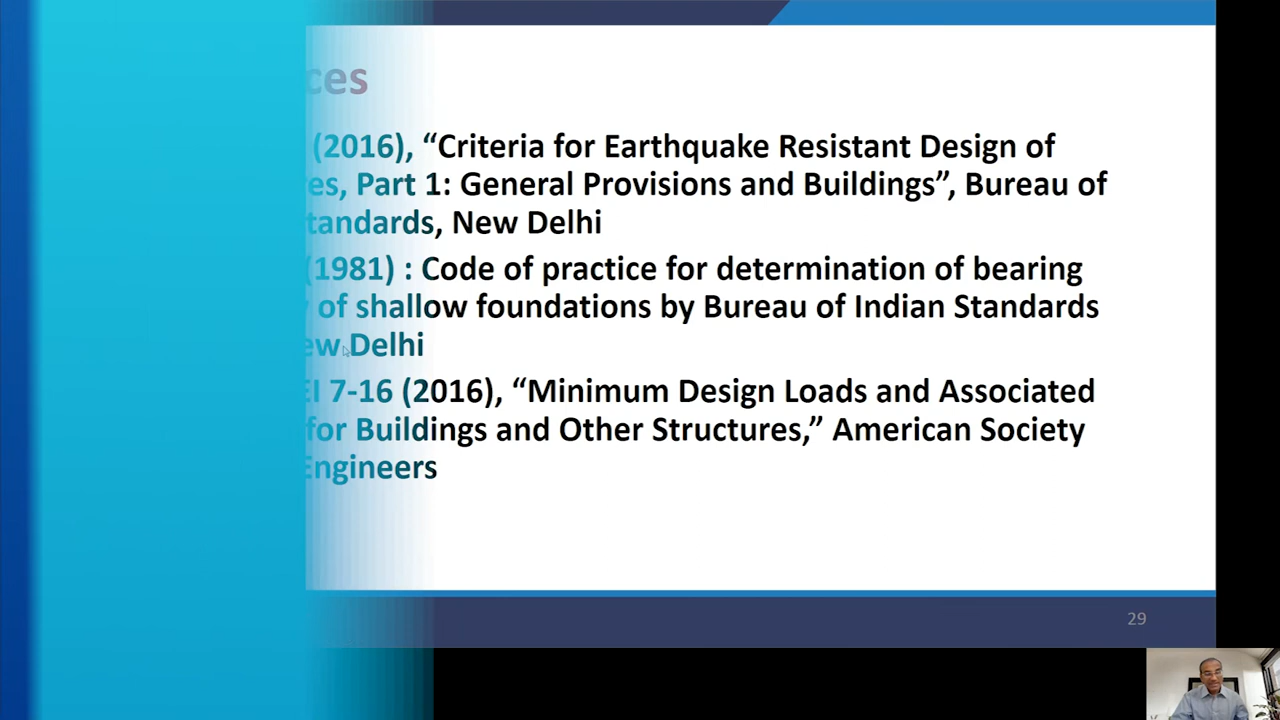 ces
(2016), “Criteria for Earthquake Resistant Design of
es, Part 1: General Provisions and Buildings”, Bureau of
tandards, New Delhi
(1981) : Code of practice for determination of bearing
of shallow foundations by Bureau of Indian Standards
ew Delhi
EI 7-16 (2016), “Minimum Design Loads and Associated
for Buildings and Other Structures,” American Society
Engineers
29